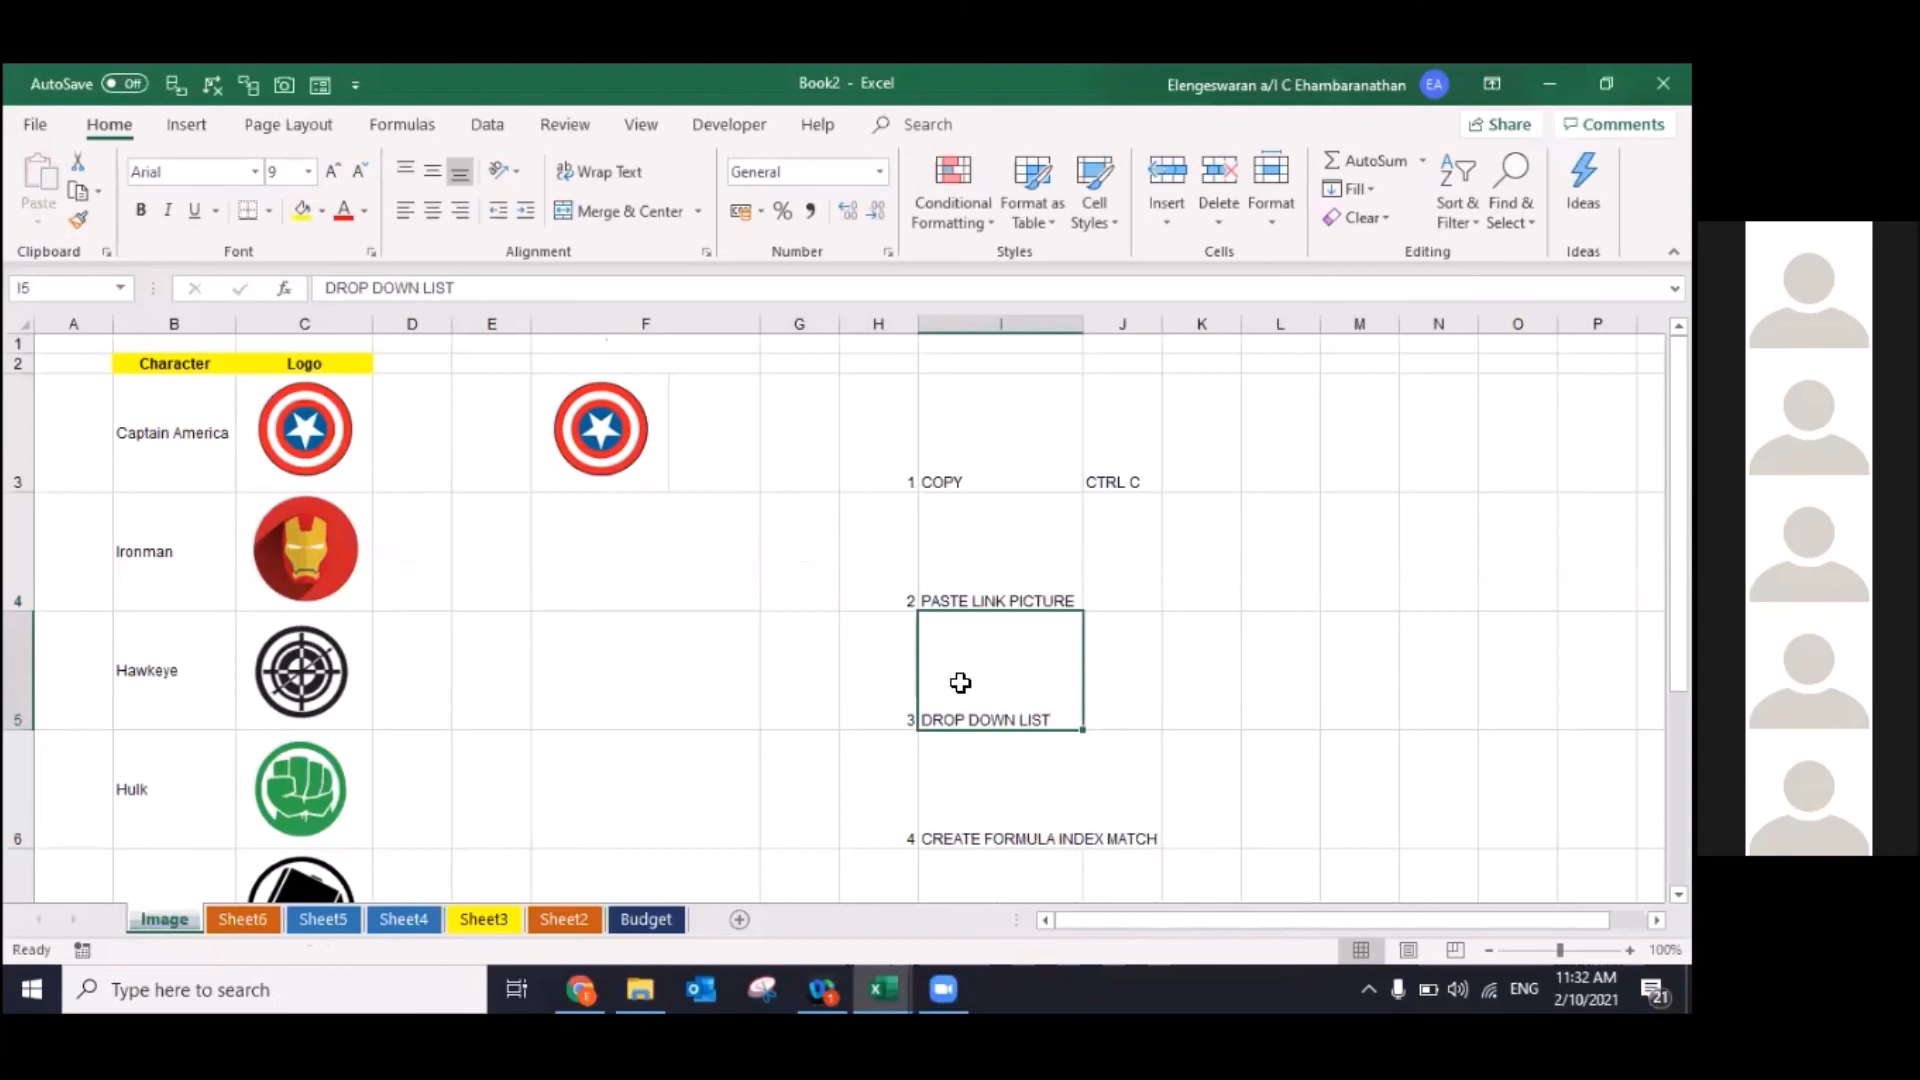 AutoSave Off Book2 - Excel Elengeswaran a/l C Ehambaranathan EA
File Home Insert Page Layout Formulas Data Review View Developer Help Search Share Comments
Paste Arial 9 Wrap Text General Conditional Formatting Format as Table Cell Styles Insert Delete Format AutoSum Fill Clear Sort & Filter Find & Select Ideas
B I U A Merge & Center %
Clipboard Font Alignment Number Styles Cells Editing Ideas
I5 fx DROP DOWN LIST
A B C D E F G H I J K L M N O P
1
2 Character Logo
Captain America
3 1 COPY CTRL C
Ironman
4 2 PASTE LINK PICTURE
Hawkeye
5 3 DROP DOWN LIST
Hulk
6 4 CREATE FORMULA INDEX MATCH
Image Sheet6 Sheet5 Sheet4 Sheet3 Sheet2 Budget
Ready 100%
Type here to search ENG 11:32 AM
2/10/2021 21